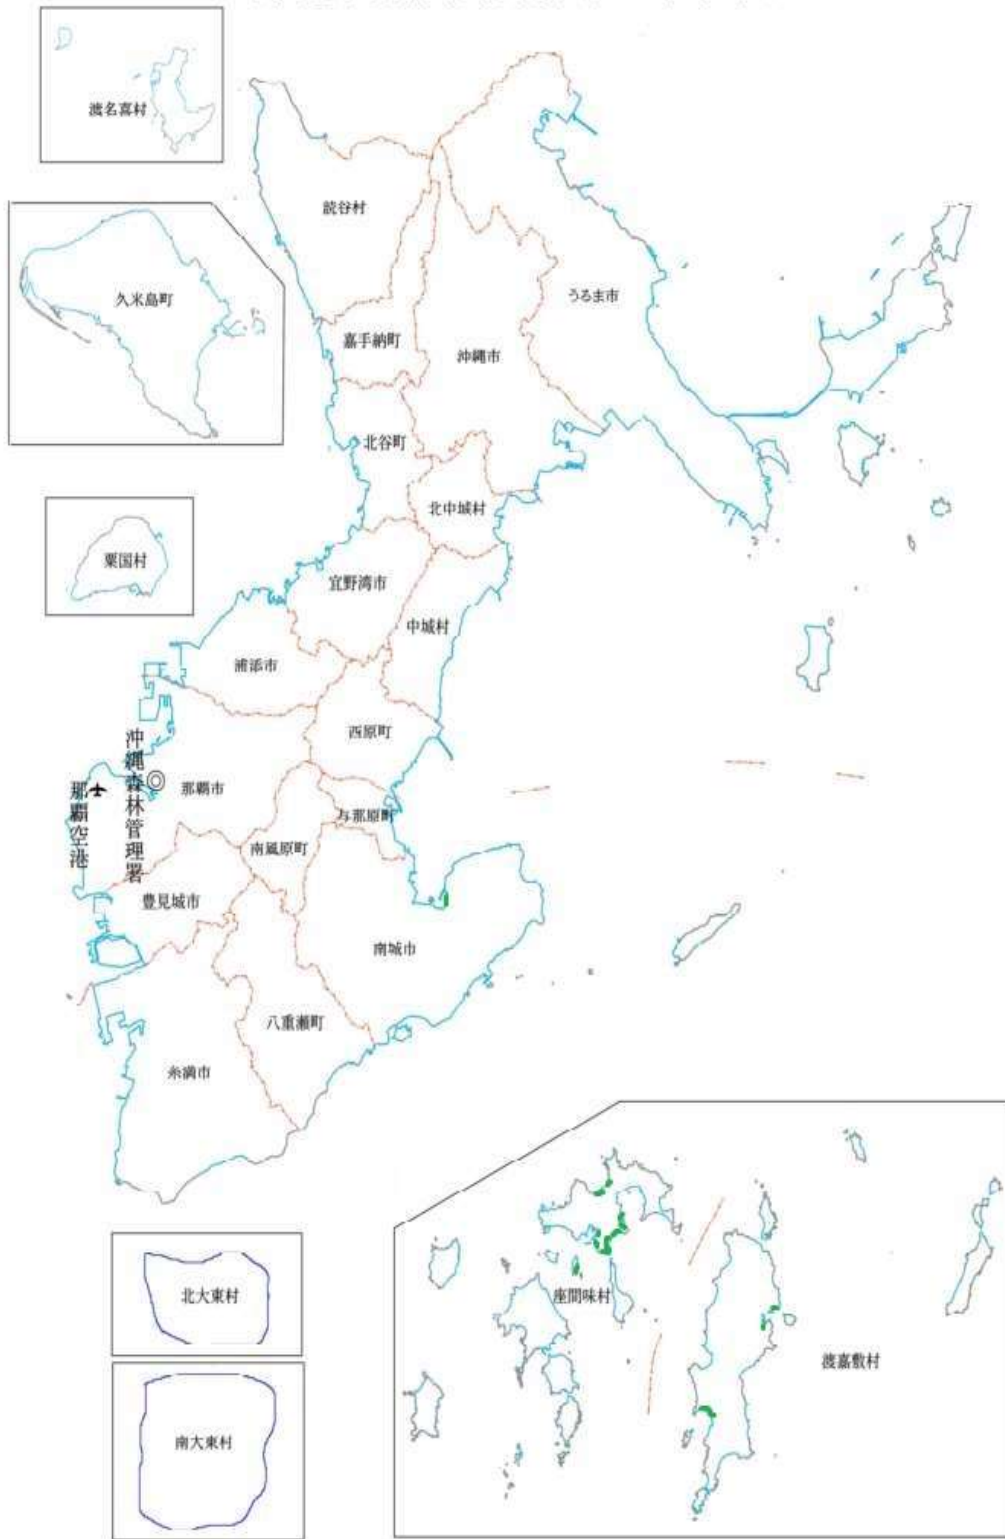 渡名喜村
読谷村
久米島町
うるま市
嘉手納町
沖縄市
北谷町
北中城村
粟国村
宜野湾市
中城村
浦添市
西原町
沖縄森林管理署
那覇空港
那覇市
与那原町
南風原町
豊見城市
南城市
八重瀬町
糸満市
北大東村
座間味村
渡嘉敷村
南大東村